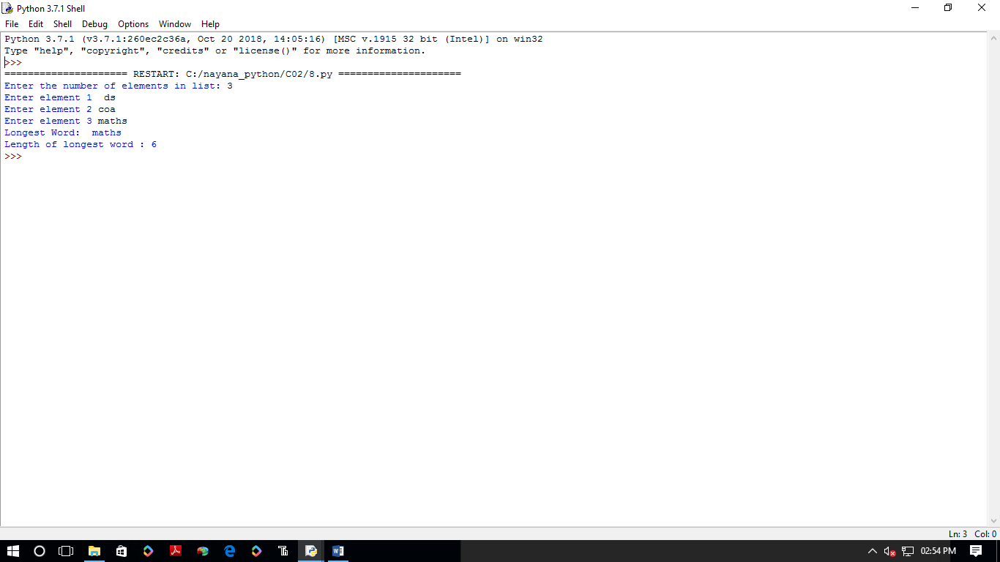 Python 3.7.1 Shell
File Edit Shell Debug Options Window Help
Python 3.7.1 (v3.7.1:260ec2c36a, Oct 20 2018, 14:05:16) [MSC v.1915 32 bit (Intel)] on win32
Type "help", "copyright", "credits" or "license()" for more information.
>>>
===================== RESTART: C:/nayana_python/C02/8.py =====================
Enter the number of elements in list: 3
Enter element 1  ds
Enter element 2 coa
Enter element 3 maths
Longest Word:  maths
Length of longest word : 6
>>>
Ln: 3 Col: 0
02:54 PM